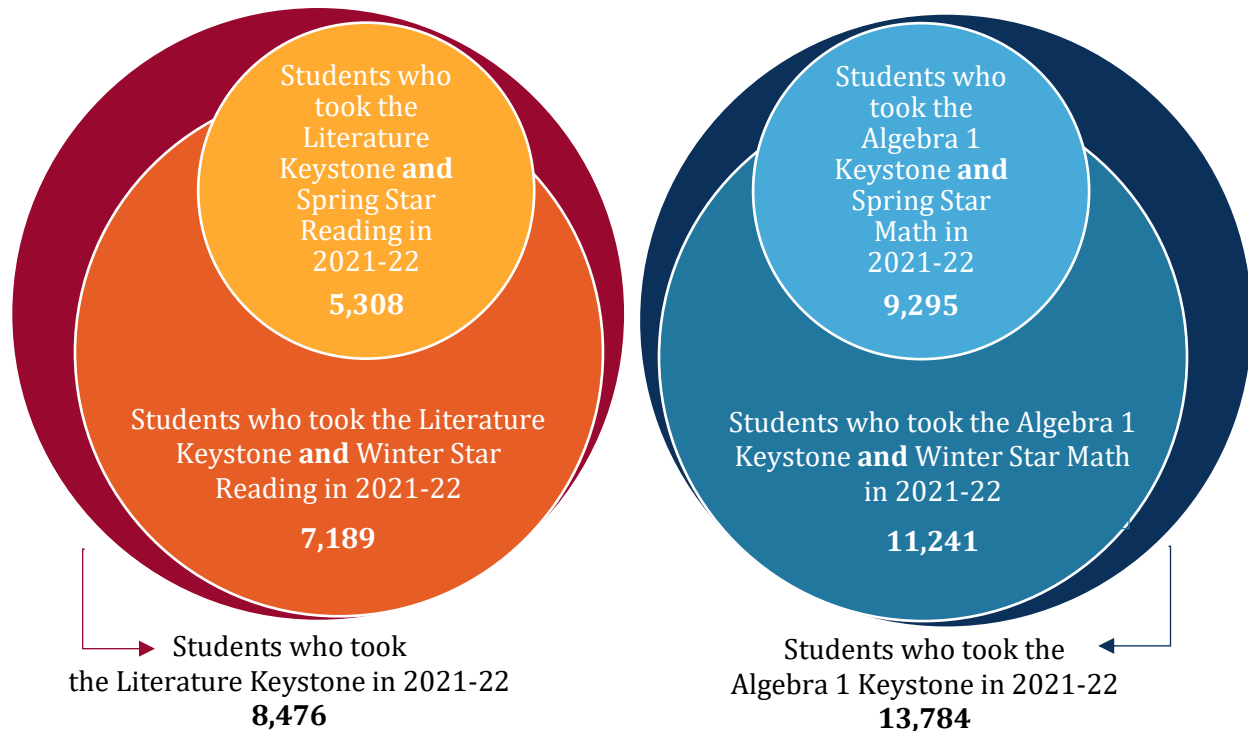 Students who
took the
Literature
Keystone and
Spring Star
Reading in
2021-22
5,308
Students who took the Literature
Keystone and Winter Star
Reading in 2021-22
7,189
Students who took
the Literature Keystone in 2021-22
8,476
Students who
took the
Algebra 1
Keystone and
Spring Star
Math in
2021-22
9,295
Students who took the Algebra 1
Keystone and Winter Star Math
in 2021-22
11,241
Students who took the
Algebra 1 Keystone in 2021-22
13,784